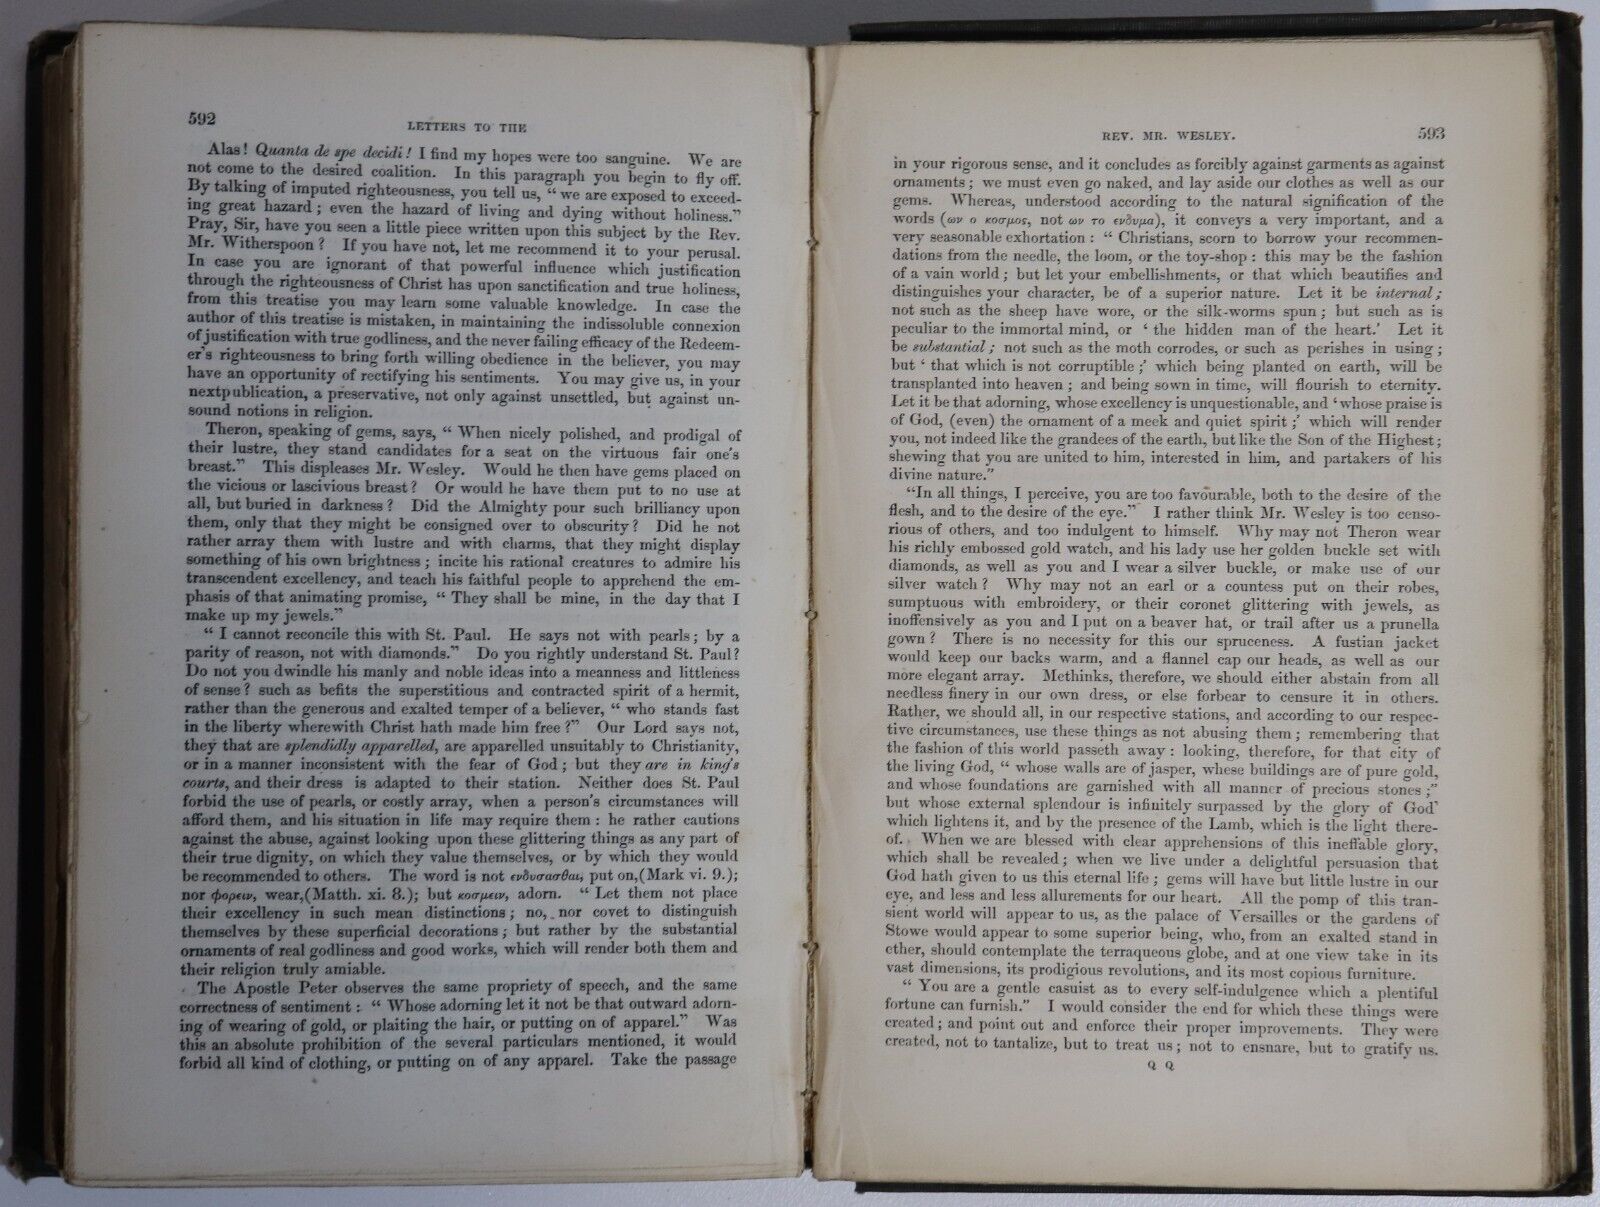 592
LETTERS TO THE
Alas! Quanta de spe decidi! I find my hopes were too sanguine. We are
not come to the desired coalition. In this paragraph you begin to fly off.
By talking of imputed righteousness, you tell us, “ we are exposed to exceed-
ing great hazard ; even the hazard of living and dying without holiness.”
Pray, Sir, have you seen a little piece written upon this subject by the Rev.
Mr. Witherspoon ? If you have not, let me recommend it to your perusal.
In case you are ignorant of that powerful influence which justification
through the righteousness of Christ has upon sanctification and true holiness,
from this treatise you may learn some valuable knowledge. In case the
author of this treatise is mistaken, in maintaining the indissoluble connexion
of justification with true godliness, and the never failing efficacy of the Redeem-
er's righteousness to bring forth willing obedience in the believer, you may
have an opportunity of rectifying his sentiments. You may give us, in your
nextpublication, a preservative, not only against unsettled, but against un-
sound notions in religion.
Theron, speaking of gems, says, “ When nicely polished, and prodigal of
their lustre, they stand candidates for a seat on the virtuous fair one's
breast.” This displeases Mr. Wesley. Would he then have gems placed on
the vicious or lascivious breast ? Or would he have them put to no use at
all, but buried in darkness ? Did the Almighty pour such brilliancy upon
them, only that they might be consigned over to obscurity ? Did he not
rather array them with lustre and with charms, that they might display
something of his own brightness ; incite his rational creatures to admire his
transcendent excellency, and teach his faithful people to apprehend the em-
phasis of that animating promise, “ They shall be mine, in the day that I
make up my jewels.”
“ I cannot reconcile this with St. Paul. He says not with pearls ; by a
parity of reason, not with diamonds.” Do you rightly understand St. Paul ?
Do not you dwindle his manly and noble ideas into a meanness and littleness
of sense ? such as befits the superstitious and contracted spirit of a hermit,
rather than the generous and exalted temper of a believer, “ who stands fast
in the liberty wherewith Christ hath made him free ?” Our Lord says not,
they that are splendidly apparelled, are apparelled unsuitably to Christianity,
or in a manner inconsistent with the fear of God ; but they are in king's
courts, and their dress is adapted to their station. Neither does St. Paul
forbid the use of pearls, or costly array, when a person's circumstances will
afford them, and his situation in life may require them : he rather cautions
against the abuse, against looking upon these glittering things as any part of
their true dignity, on which they value themselves, or by which they would
be recommended to others. The word is not ενδυσασθαι, put on,(Mark vi. 9.);
nor φορειν, wear,(Matth. xi. 8.); but κοσμειν, adorn. “ Let them not place
their excellency in such mean distinctions ; no, nor covet to distinguish
themselves by these superficial decorations ; but rather by the substantial
ornaments of real godliness and good works, which will render both them and
their religion truly amiable.
The Apostle Peter observes the same propriety of speech, and the same
correctness of sentiment : “ Whose adorning let it not be that outward adorn-
ing of wearing of gold, or plaiting the hair, or putting on of apparel.” Was
this an absolute prohibition of the several particulars mentioned, it would
forbid all kind of clothing, or putting on of any apparel. Take the passage
REV. MR. WESLEY.
593
in your rigorous sense, and it concludes as forcibly against garments as against
ornaments ; we must even go naked, and lay aside our clothes as well as our
gems. Whereas, understood according to the natural signification of the
words (ων ο κοσμος, not ων το ενδυμα), it conveys a very important, and a
very seasonable exhortation : “ Christians, scorn to borrow your recommen-
dations from the needle, the loom, or the toy-shop : this may be the fashion
of a vain world ; but let your embellishments, or that which beautifies and
distinguishes your character, be of a superior nature. Let it be internal ;
not such as the sheep have wore, or the silk-worms spun ; but such as is
peculiar to the immortal mind, or ‘ the hidden man of the heart.’ Let it
be substantial ; not such as the moth corrodes, or such as perishes in using ;
but ‘ that which is not corruptible ;’ which being planted on earth, will be
transplanted into heaven ; and being sown in time, will flourish to eternity.
Let it be that adorning, whose excellency is unquestionable, and ‘ whose praise is
of God, (even) the ornament of a meek and quiet spirit ;’ which will render
you, not indeed like the grandees of the earth, but like the Son of the Highest ;
shewing that you are united to him, interested in him, and partakers of his
divine nature.”
“In all things, I perceive, you are too favourable, both to the desire of the
flesh, and to the desire of the eye.” I rather think Mr. Wesley is too censo-
rious of others, and too indulgent to himself. Why may not Theron wear
his richly embossed gold watch, and his lady use her golden buckle set with
diamonds, as well as you and I wear a silver buckle, or make use of our
silver watch ? Why may not an earl or a countess put on their robes,
sumptuous with embroidery, or their coronet glittering with jewels, as
inoffensively as you and I put on a beaver hat, or trail after us a prunella
gown ? There is no necessity for this our spruceness. A fustian jacket
would keep our backs warm, and a flannel cap our heads, as well as our
more elegant array. Methinks, therefore, we should either abstain from all
needless finery in our own dress, or else forbear to censure it in others.
Rather, we should all, in our respective stations, and according to our respec-
tive circumstances, use these things as not abusing them ; remembering that
the fashion of this world passeth away : looking, therefore, for that city of
the living God, “ whose walls are of jasper, whese buildings are of pure gold,
and whose foundations are garnished with all manner of precious stones ;”
but whose external splendour is infinitely surpassed by the glory of God
which lightens it, and by the presence of the Lamb, which is the light there-
of. When we are blessed with clear apprehensions of this ineffable glory,
which shall be revealed ; when we live under a delightful persuasion that
God hath given to us this eternal life ; gems will have but little lustre in our
eye, and less and less allurements for our heart. All the pomp of this tran-
sient world will appear to us, as the palace of Versailles or the gardens of
Stowe would appear to some superior being, who, from an exalted stand in
ether, should contemplate the terraqueous globe, and at one view take in its
vast dimensions, its prodigious revolutions, and its most copious furniture.
“ You are a gentle casuist as to every self-indulgence which a plentiful
fortune can furnish.” I would consider the end for which these things were
created ; and point out and enforce their proper improvements. They were
created, not to tantalize, but to treat us ; not to ensnare, but to gratify us.
Q Q